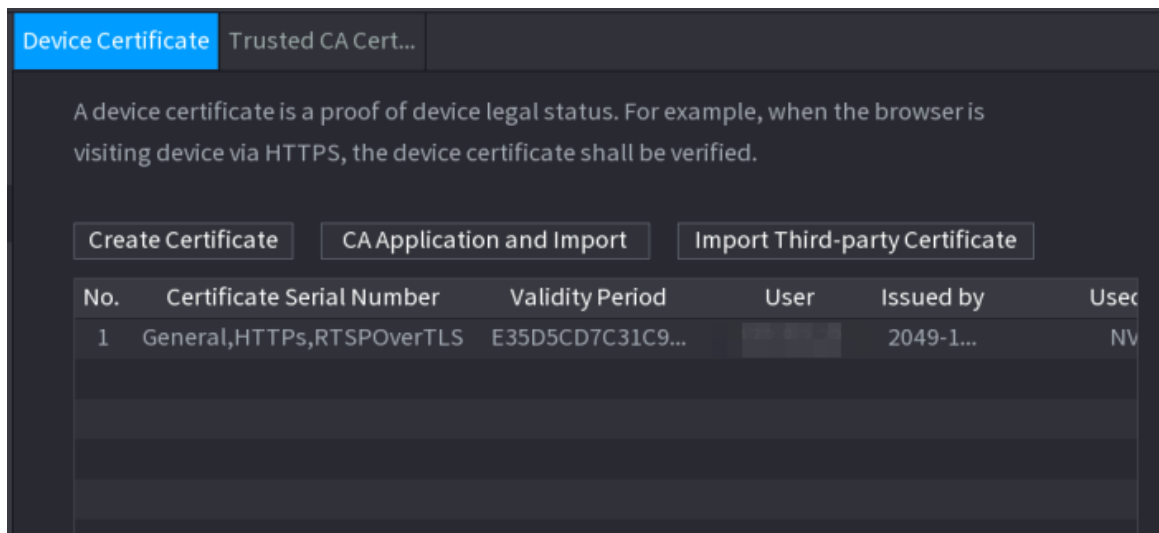 Device Certificate Trusted CA Cert...
A device certificate is a proof of device legal status. For example, when the browser is
visiting device via HTTPS, the device certificate shall be verified.
Create Certificate CA Application and Import Import Third-party Certificate
No. Certificate Serial Number Validity Period User Issued by Used
1 General,HTTPs,RTSPOverTLS E35D5CD7C31C9... 2049-1... NV